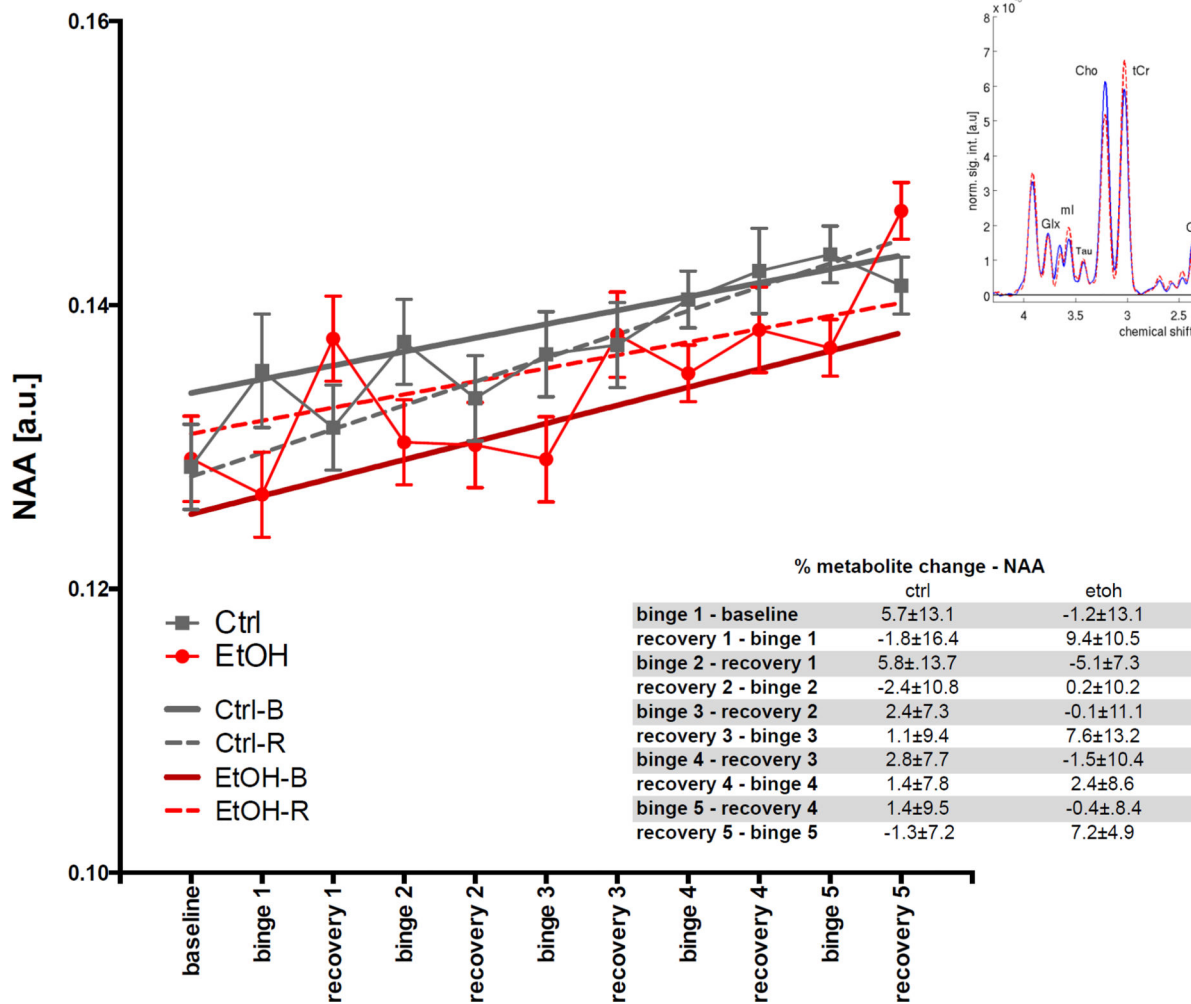 NAA [a.u.]
0.16
0.14
0.12
0.10
baseline
binge 1
recovery 1
binge 2
recovery 2
binge 3
recovery 3
binge 4
recovery 4
binge 5
recovery 5
Ctrl
EtOH
Ctrl-B
Ctrl-R
EtOH-B
EtOH-R
x 10
norm. sig. int. [a.u]
8
7
6
5
4
3
2
1
0
Cho
tCr
Glx
mI
Tau
4 3.5 3 2.5
chemical shift
% metabolite change - NAA
ctrl etoh
binge 1 - baseline 5.7±13.1 -1.2±13.1
recovery 1 - binge 1 -1.8±16.4 9.4±10.5
binge 2 - recovery 1 5.8±.13.7 -5.1±7.3
recovery 2 - binge 2 -2.4±10.8 0.2±10.2
binge 3 - recovery 2 2.4±7.3 -0.1±11.1
recovery 3 - binge 3 1.1±9.4 7.6±13.2
binge 4 - recovery 3 2.8±7.7 -1.5±10.4
recovery 4 - binge 4 1.4±7.8 2.4±8.6
binge 5 - recovery 4 1.4±9.5 -0.4±.8.4
recovery 5 - binge 5 -1.3±7.2 7.2±4.9